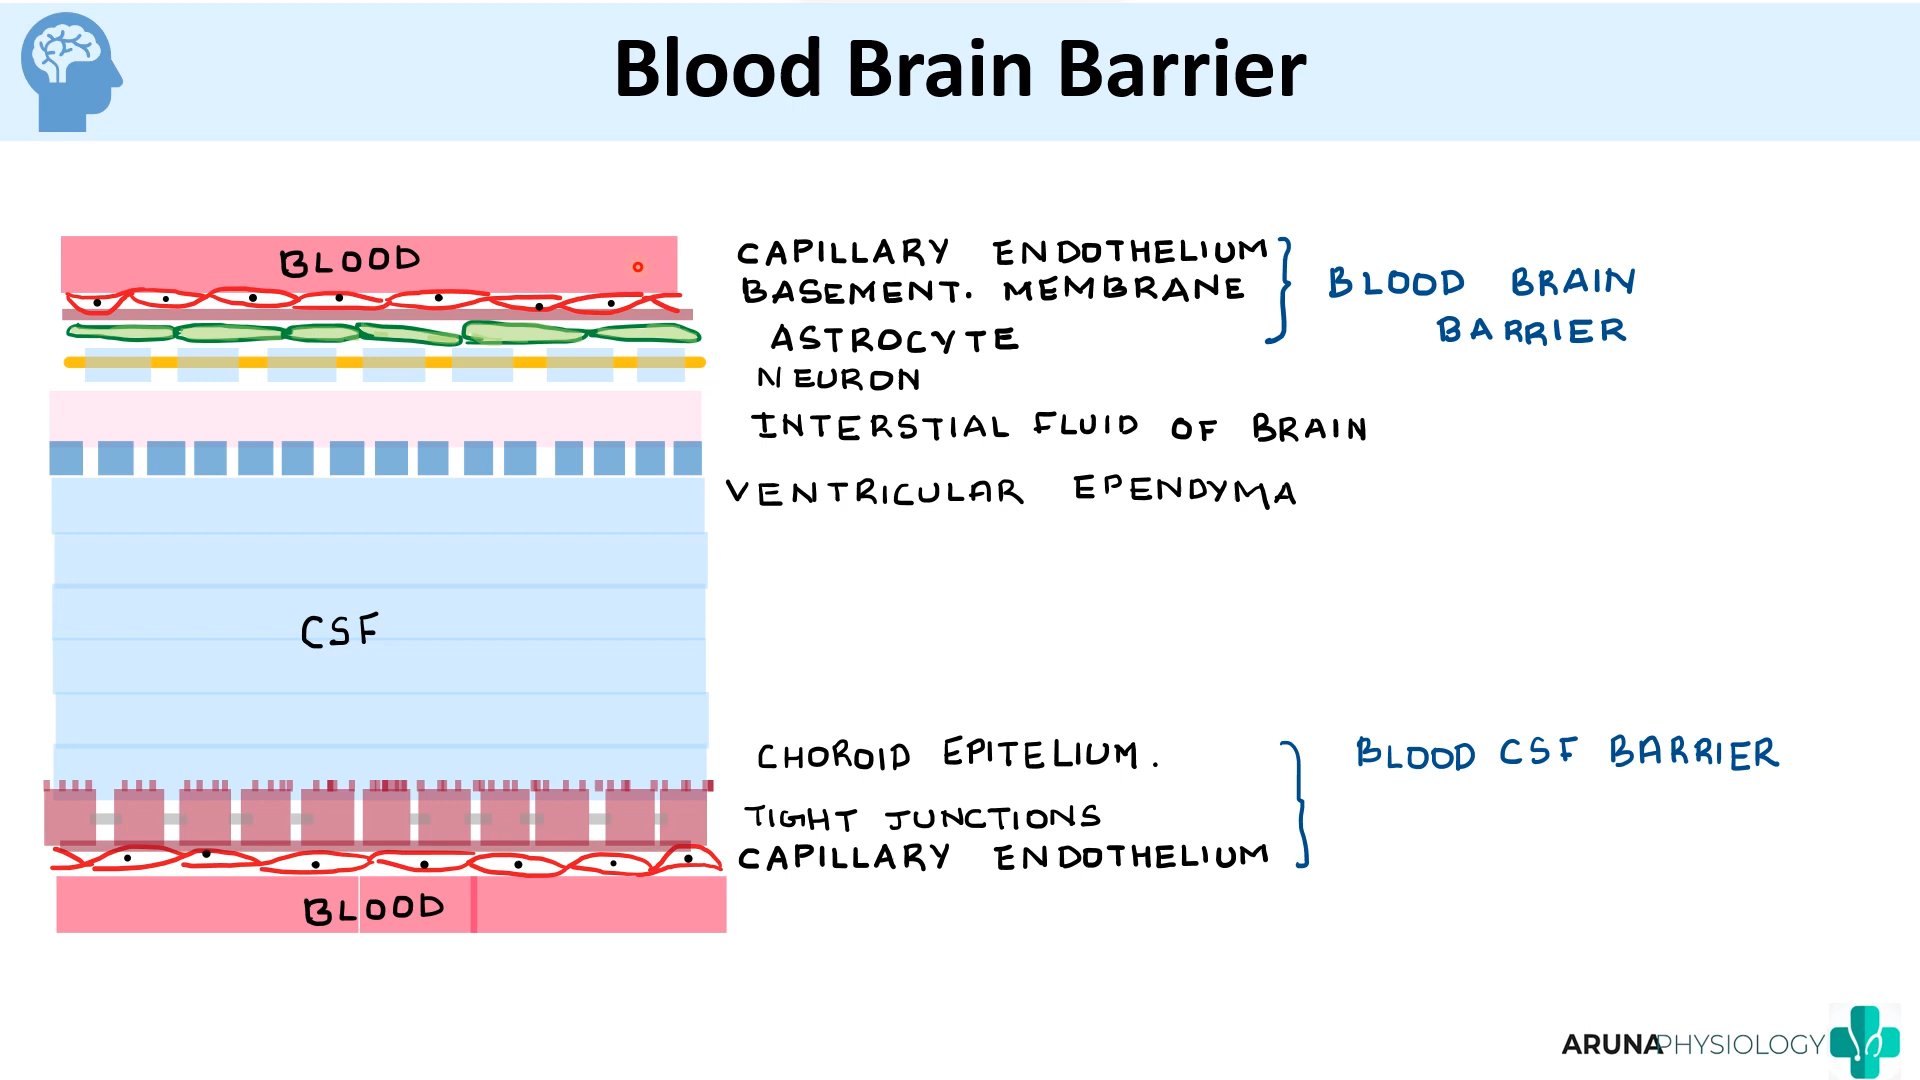 Blood Brain Barrier
BLOOD
CAPILLARY ENDOTHELIUM
BASEMENT. MEMBRANE
ASTROCYTE
BLOOD BRAIN
BARRIER
NEURON
INTERSTIAL FLUID OF BRAIN
VENTRICULAR EPENDYMA
CSF
CHOROID EPITELIUM.
BLOOD CSF BARRIER
TIGHT JUNCTIONS
CAPILLARY ENDOTHELIUM
BLOOD
ARUNAPHYSIOLOGY